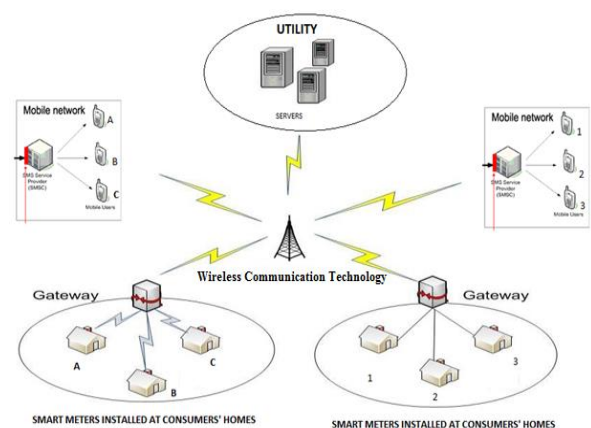 UTILITY
SERVERS
Mobile network
A
B
C
SMS Service
Provider
(SMSC)
Mobile Users
Mobile network
1
2
3
SMS Service
Provider
(SMSC)
Mobile Users
Wireless Communication Technology
Gateway
A
B
C
SMART METERS INSTALLED AT CONSUMERS' HOMES
Gateway
1
2
3
SMART METERS INSTALLED AT CONSUMERS' HOMES